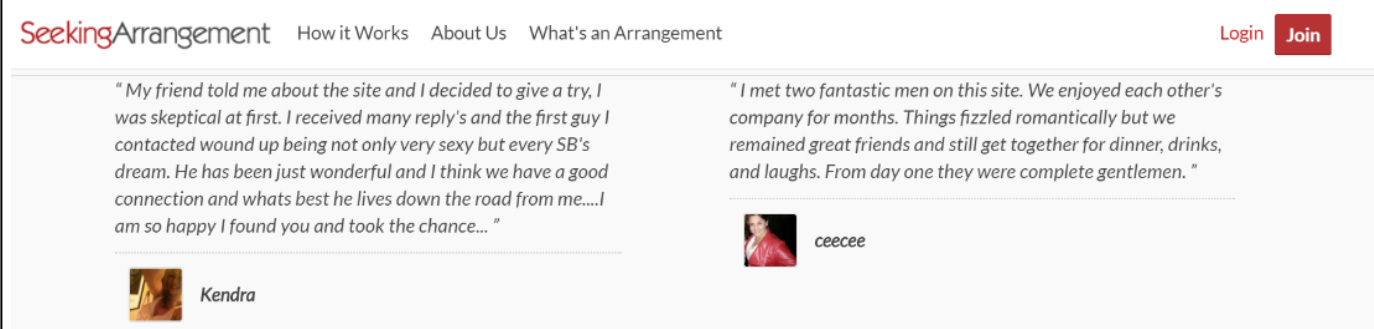 SeekingArrangement How it Works About Us What's an Arrangement Login Join
“ My friend told me about the site and I decided to give a try, I
was skeptical at first. I received many reply's and the first guy I
contacted wound up being not only very sexy but every SB's
dream. He has been just wonderful and I think we have a good
connection and whats best he lives down the road from me....I
am so happy I found you and took the chance... ”
Kendra
“ I met two fantastic men on this site. We enjoyed each other's
company for months. Things fizzled romantically but we
remained great friends and still get together for dinner, drinks,
and laughs. From day one they were complete gentlemen. ”
ceecee